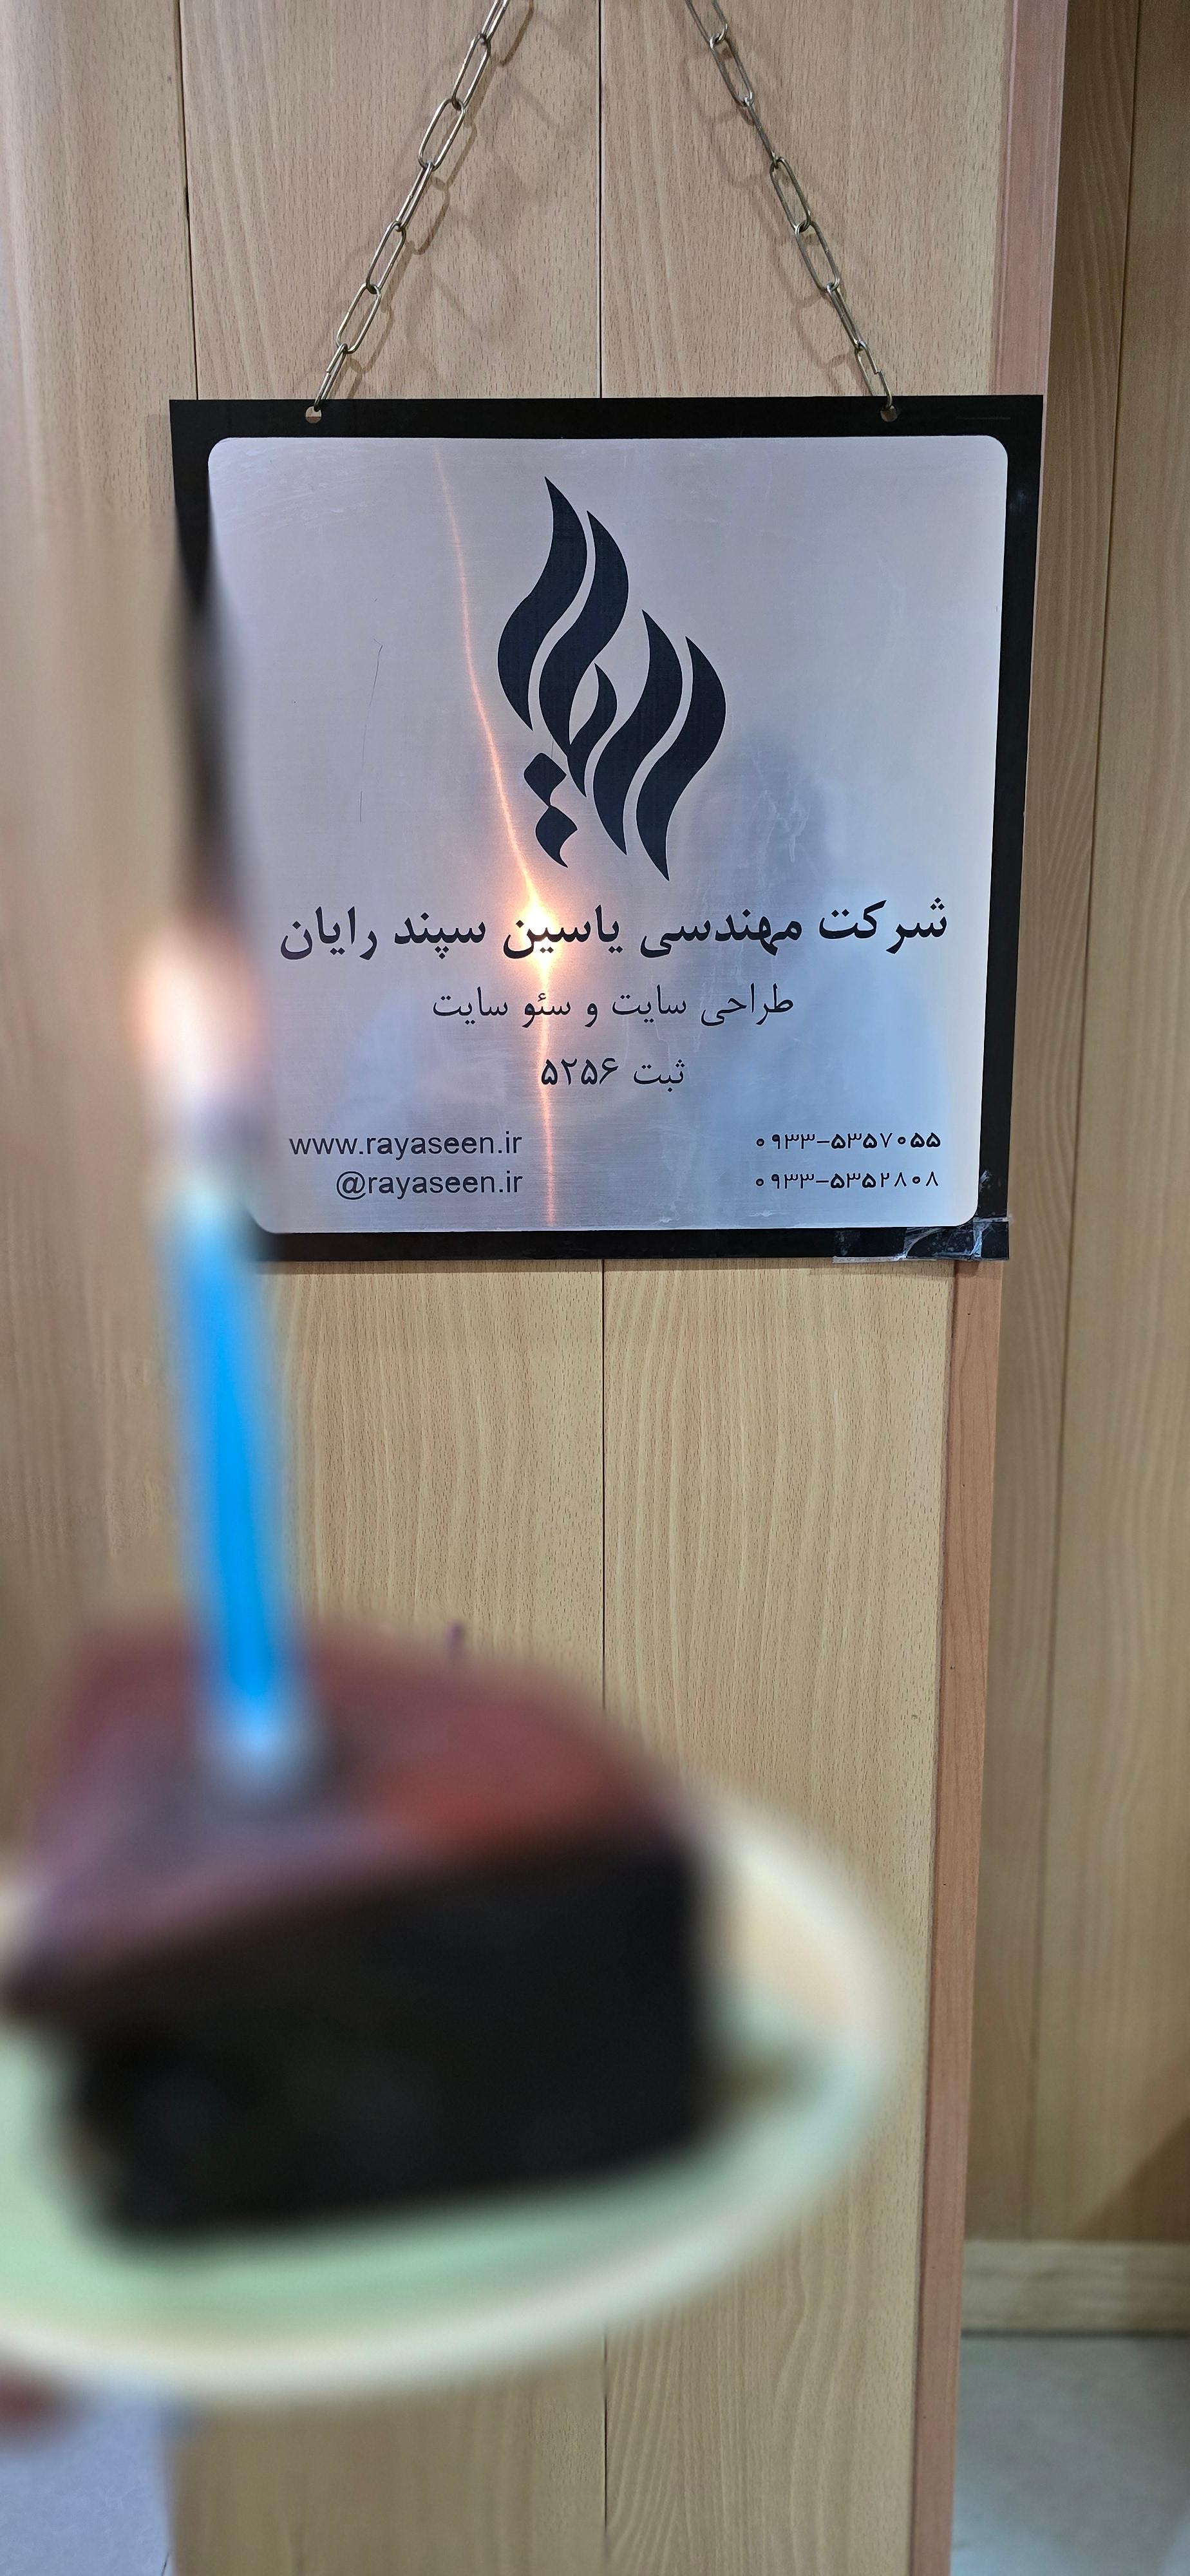 شرکت مهندسی یاسین سپند رایان
طراحی سایت و سئو سایت
ثبت ۵۲۵۶
۰۹۳۳-۵۳۵۷۰۵۵
۰۹۳۳-۵۳۵۲۸۰۸
www.rayaseen.ir
@rayaseen.ir